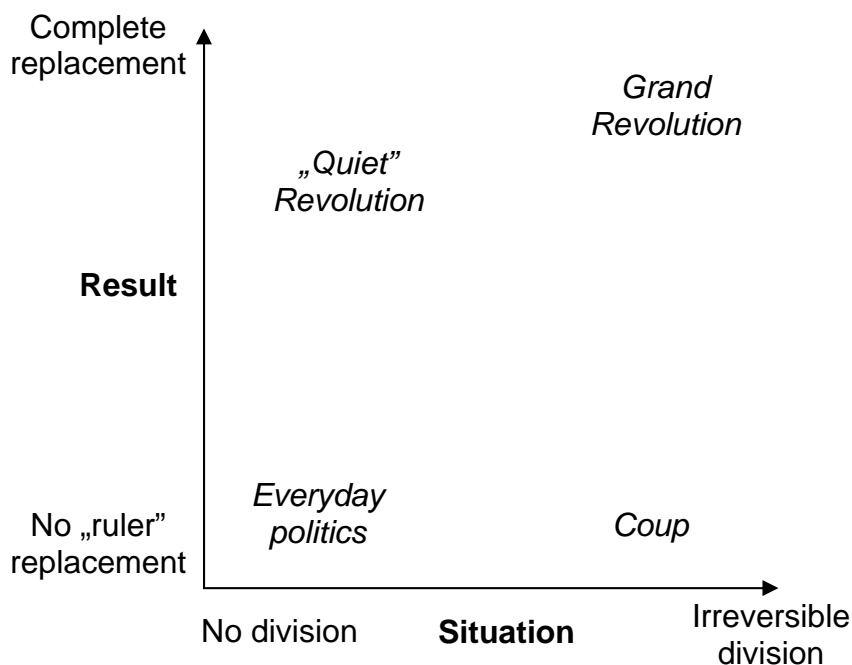 Complete
replacement
Grand
Revolution
„Quiet”
Revolution
Result
Everyday
politics
No „ruler”
replacement
Coup
No division
Situation
Irreversible
division